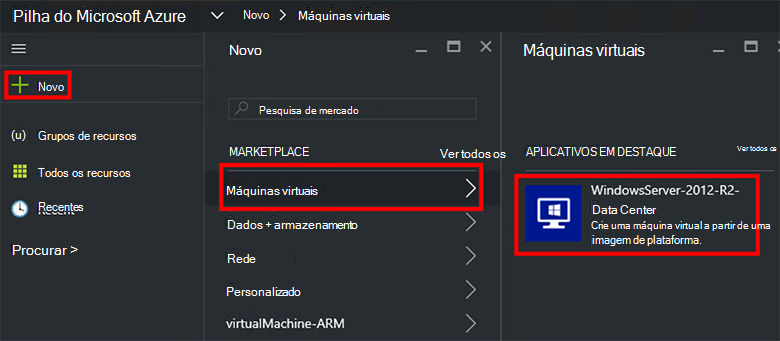 Pilha do Microsoft Azure
Novo > Máquinas virtuais
Novo
Grupos de recursos
Todos os recursos
Recentes
Procurar >
Novo
Pesquisa de mercado
MARKETPLACE
Ver todos os
Máquinas virtuais
Dados + armazenamento
Rede
Personalizado
virtualMachine-ARM
Máquinas virtuais
APLICATIVOS EM DESTAQUE
Ver todos os
WindowsServer-2012-R2-
Data Center
Crie uma máquina virtual a partir de uma
imagem de plataforma.